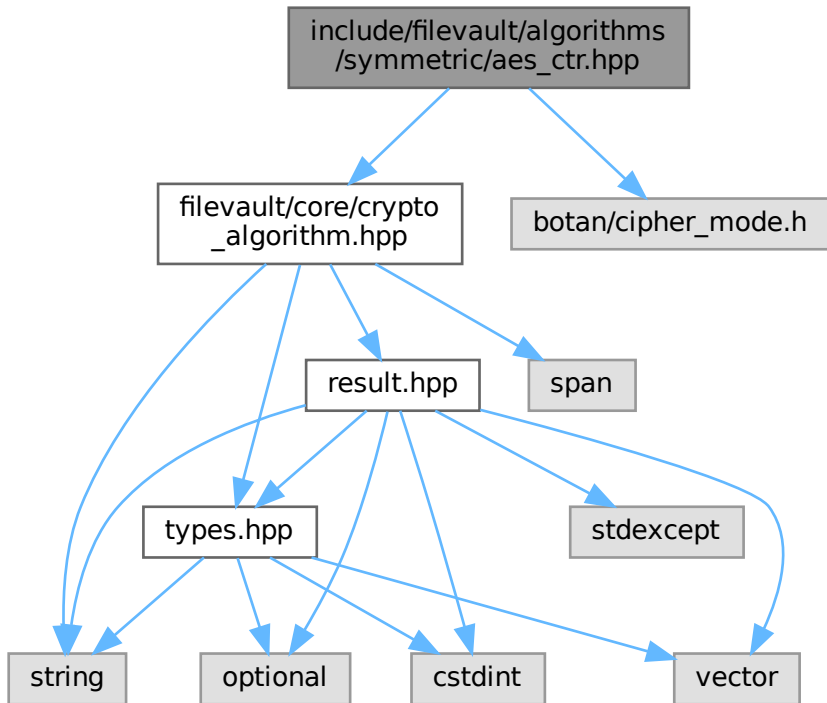 include/filevault/algorithms
/symmetric/aes_ctr.hpp
filevault/core/crypto
_algorithm.hpp
botan/cipher_mode.h
result.hpp
span
types.hpp
stdexcept
string
optional
cstdint
vector